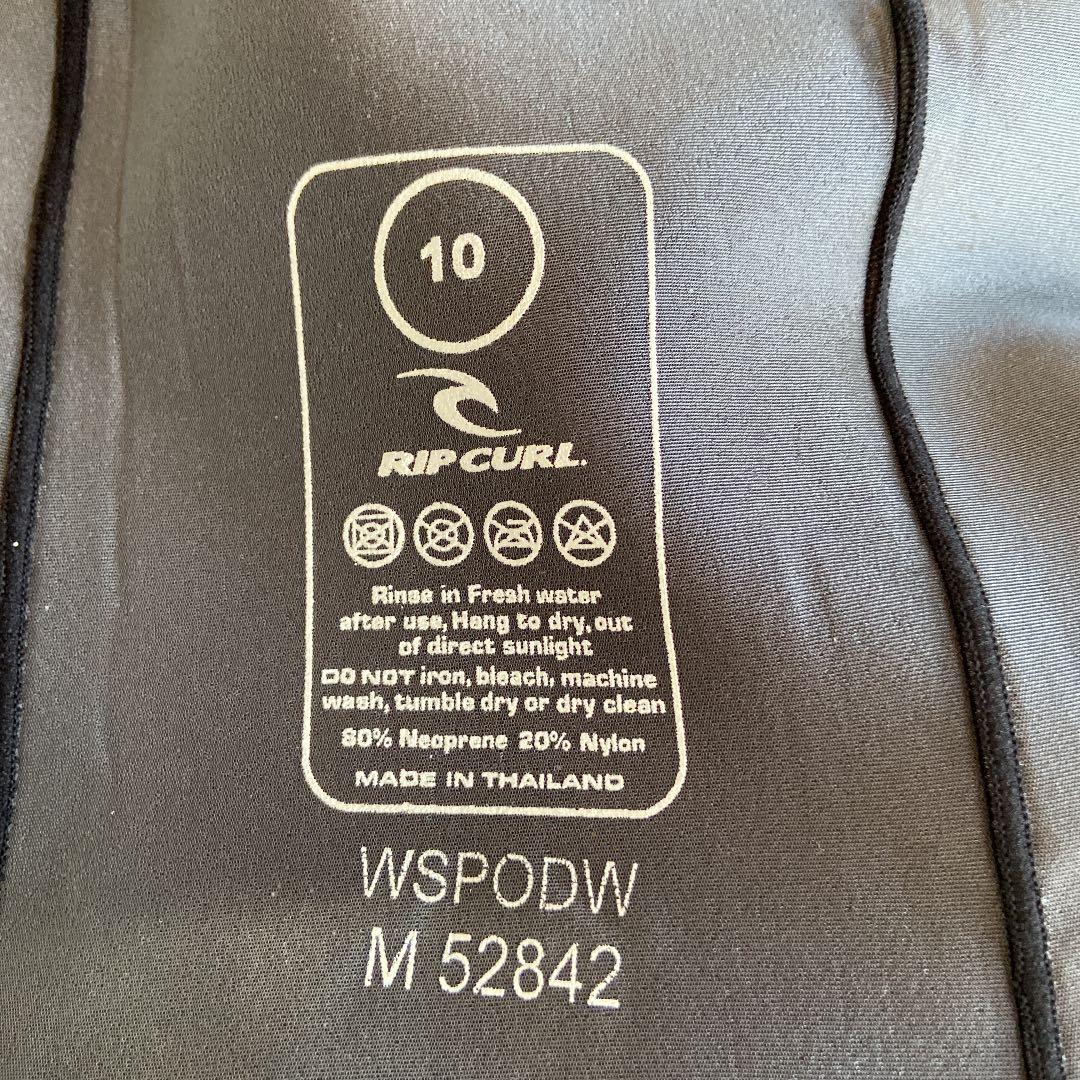 10
RIP CURL
Rinse in Fresh water
after use, Hang to dry, out
of direct sunlight
DO NOT iron, bleach, machine
wash, tumble dry or dry clean
80% Neoprene 20% Nylon
MADE IN THAILAND
WSPODW
M 52842